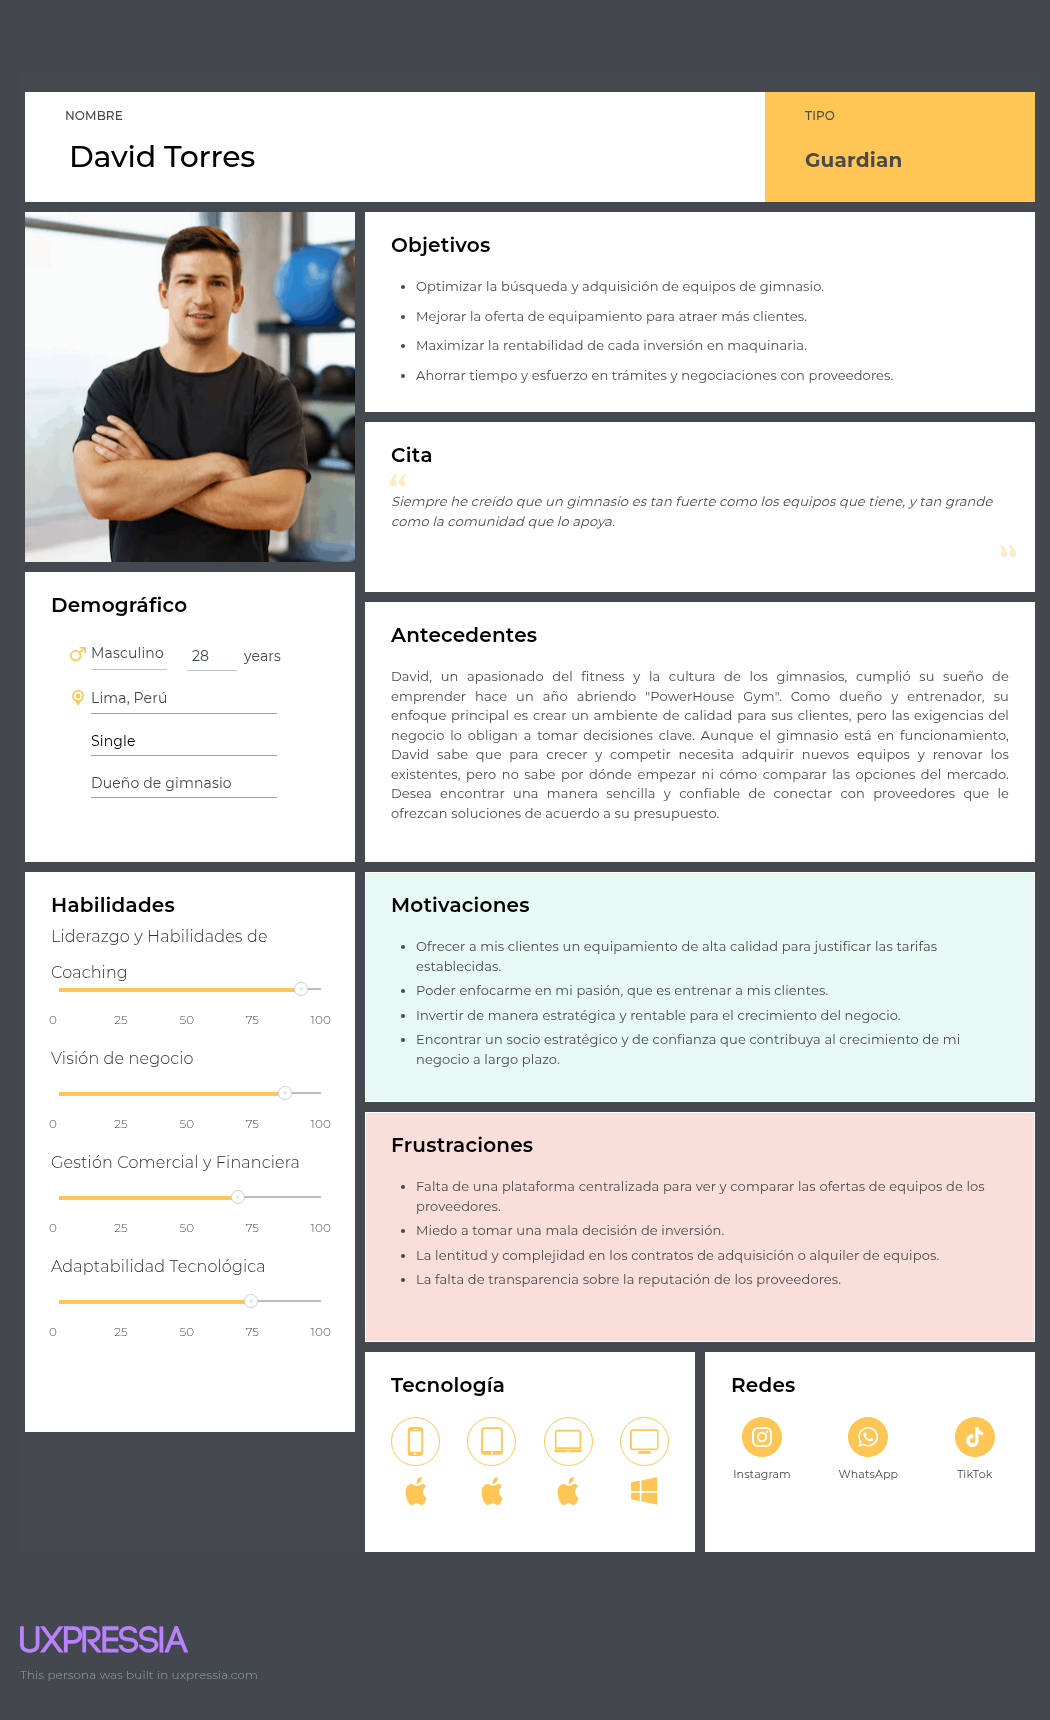 NOMBRE
David Torres
TIPO
Guardian
Objetivos
Optimizar la búsqueda y adquisición de equipos de gimnasio.
Mejorar la oferta de equipamiento para atraer más clientes.
Maximizar la rentabilidad de cada inversión en maquinaria.
Ahorrar tiempo y esfuerzo en trámites y negociaciones con proveedores.
Cita
“
Siempre he creído que un gimnasio es tan fuerte como los equipos que tiene, y tan grande
como la comunidad que lo apoya.
”
Demográfico
Masculino 28 years
Lima, Perú
Single
Dueño de gimnasio
Antecedentes
David, un apasionado del fitness y la cultura de los gimnasios, cumplió su sueño de
emprender hace un año abriendo "PowerHouse Gym". Como dueño y entrenador, su
enfoque principal es crear un ambiente de calidad para sus clientes, pero las exigencias del
negocio lo obligan a tomar decisiones clave. Aunque el gimnasio está en funcionamiento,
David sabe que para crecer y competir necesita adquirir nuevos equipos y renovar los
existentes, pero no sabe por dónde empezar ni cómo comparar las opciones del mercado.
Desea encontrar una manera sencilla y confiable de conectar con proveedores que le
ofrezcan soluciones de acuerdo a su presupuesto.
Habilidades
Liderazgo y Habilidades de
Coaching
0 25 50 75 100
Visión de negocio
0 25 50 75 100
Gestión Comercial y Financiera
0 25 50 75 100
Adaptabilidad Tecnológica
0 25 50 75 100
Motivaciones
Ofrecer a mis clientes un equipamiento de alta calidad para justificar las tarifas
establecidas.
Poder enfocarme en mi pasión, que es entrenar a mis clientes.
Invertir de manera estratégica y rentable para el crecimiento del negocio.
Encontrar un socio estratégico y de confianza que contribuya al crecimiento de mi
negocio a largo plazo.
Frustraciones
Falta de una plataforma centralizada para ver y comparar las ofertas de equipos de los
proveedores.
Miedo a tomar una mala decisión de inversión.
La lentitud y complejidad en los contratos de adquisición o alquiler de equipos.
La falta de transparencia sobre la reputación de los proveedores.
Tecnología
Redes
Instagram WhatsApp TikTok
UXPRESSIA
This persona was built in uxpressia.com